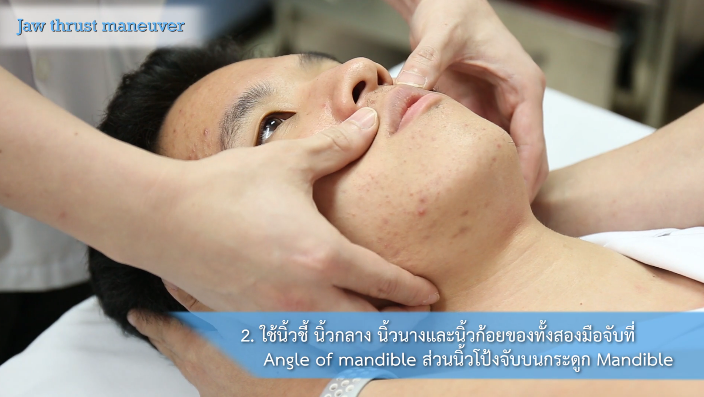 Jaw thrust maneuver
2. ใช้นิ้วชี้ นิ้วกลาง นิ้วนางและนิ้วก้อยของทั้งสองมือจับที่
Angle of mandible ส่วนนิ้วโป้งจับบนกระดูก Mandible